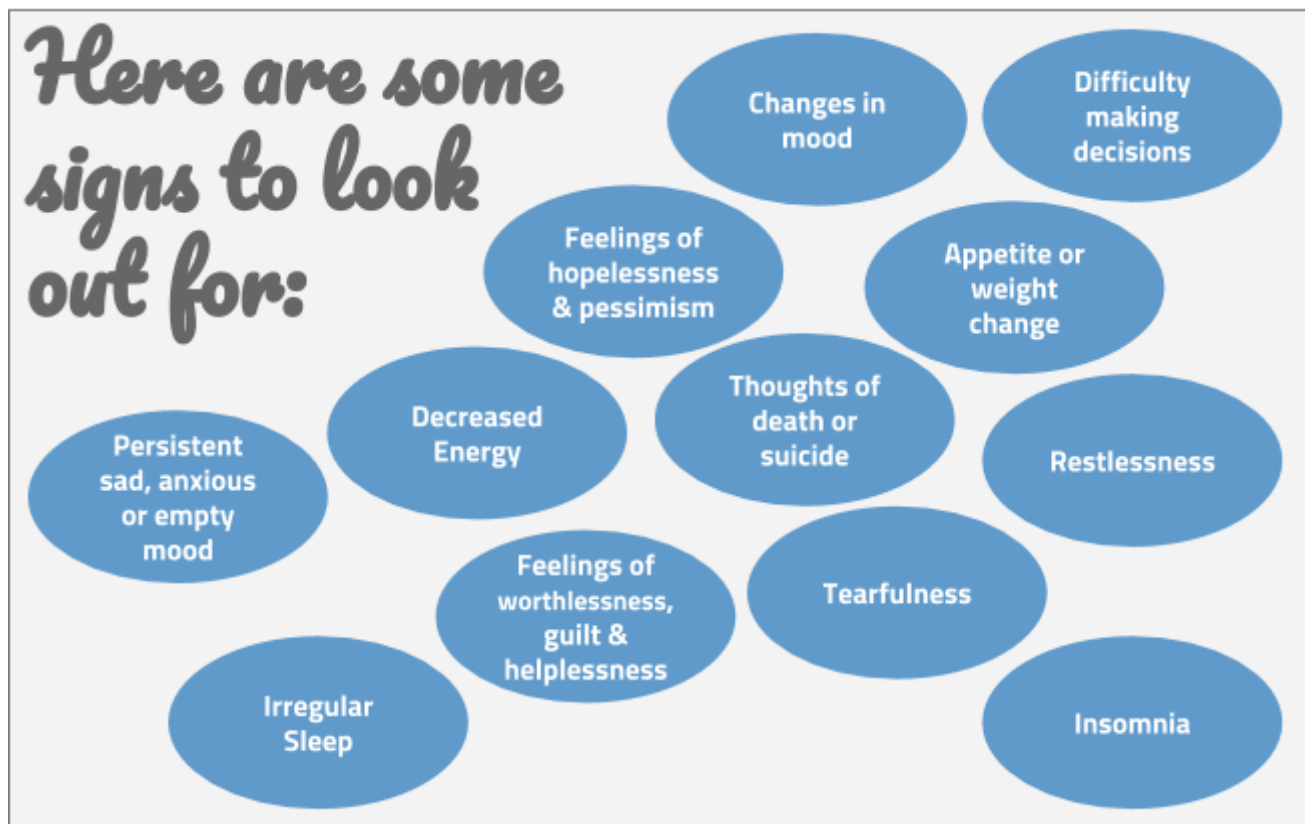 Here are some
signs to look
out for:
Changes in
mood
Difficulty
making
decisions
Feelings of
hopelessness
& pessimism
Appetite or
weight
change
Decreased
Energy
Thoughts of
death or
suicide
Restlessness
Persistent
sad, anxious
or empty
mood
Feelings of
worthlessness,
guilt &
helplessness
Tearfulness
Irregular
Sleep
Insomnia